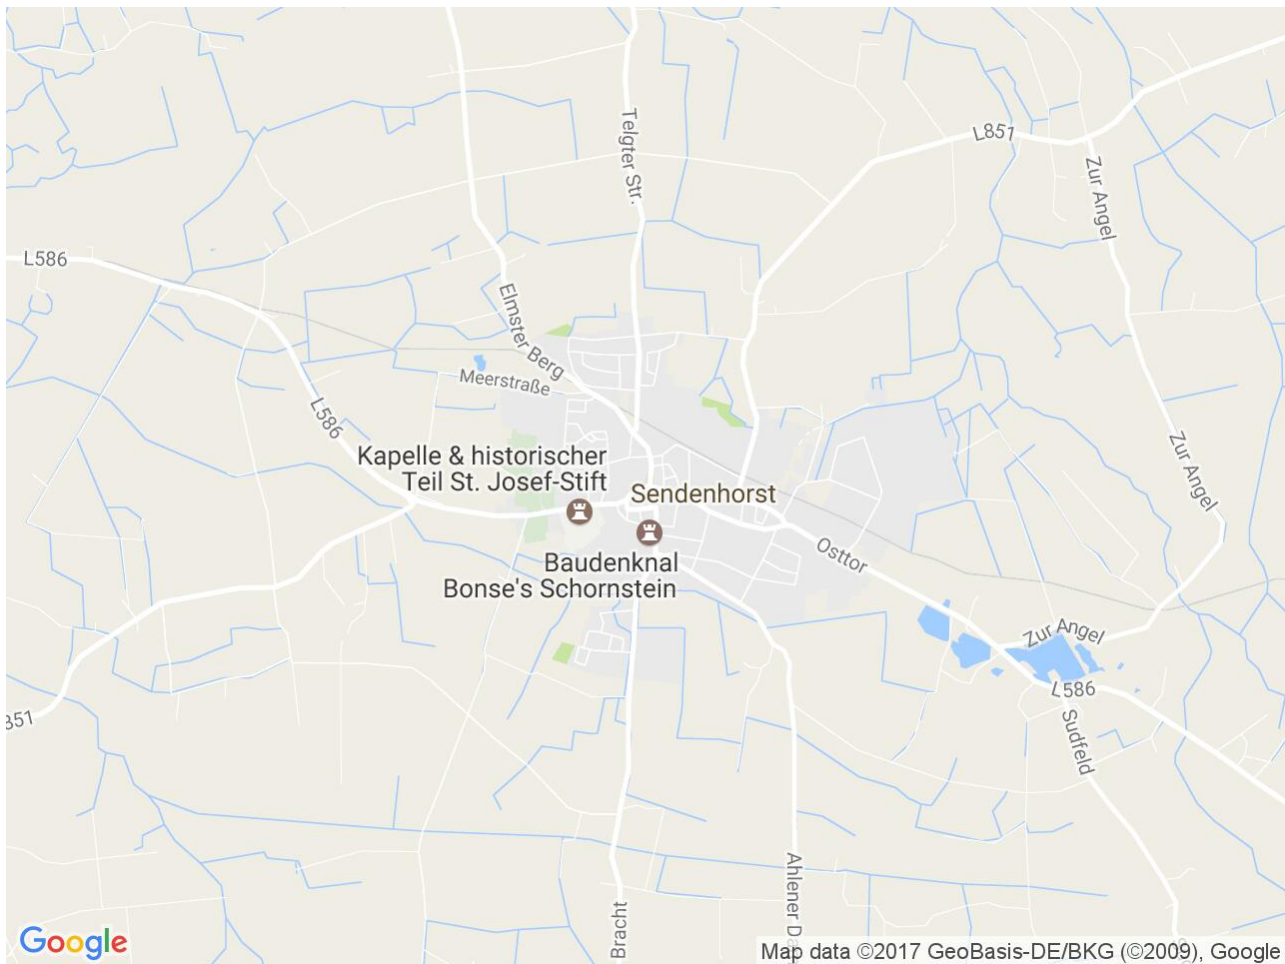 Telgter Str.
L851
Zur Angel
L586
Elmster Berg
Meerstraße
L586
Zur Angel
Kapelle & historischer
Teil St. Josef-Stift
Sendenhorst
Osttor
Baudenknal
Bonse's Schornstein
Zur Angel
L586
Sudfeld
Ahlener
Bracht
Google
Map data ©2017 GeoBasis-DE/BKG (©2009), Google